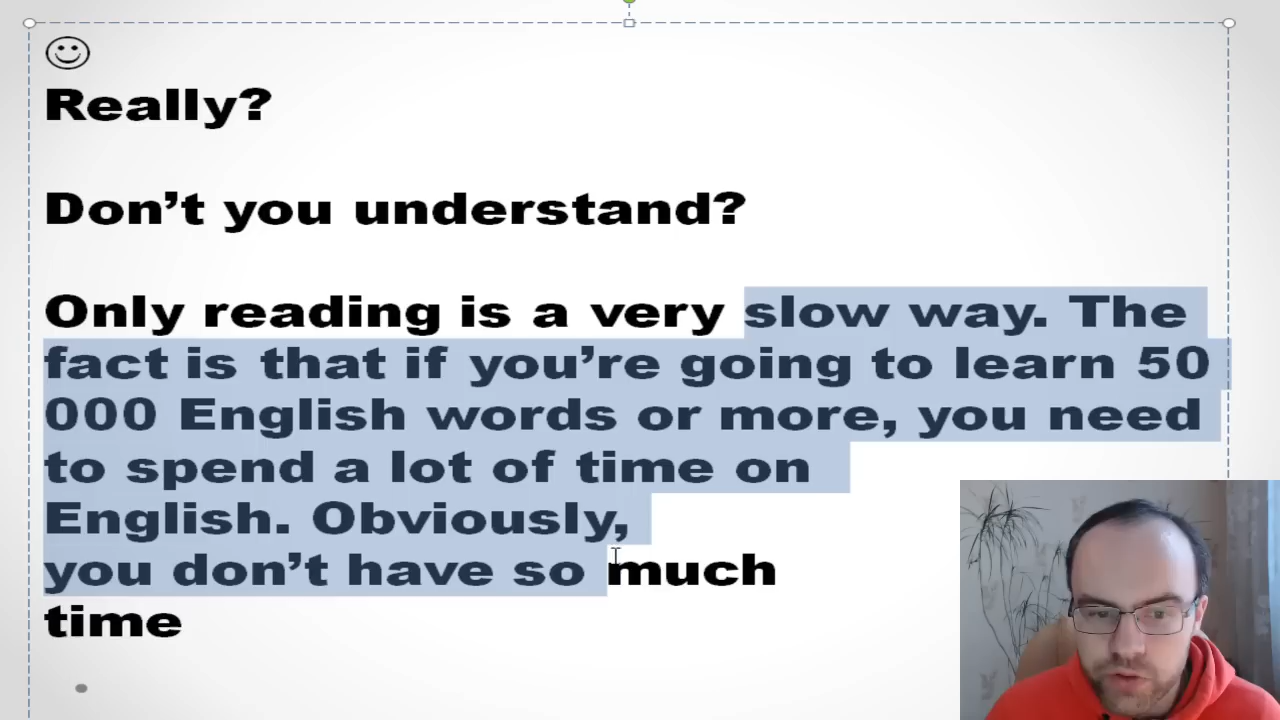 Really?
Don’t you understand?
Only reading is a very slow way. The
fact is that if you’re going to learn 50
000 English words or more, you need
to spend a lot of time on
English. Obviously,
you don’t have so much
time